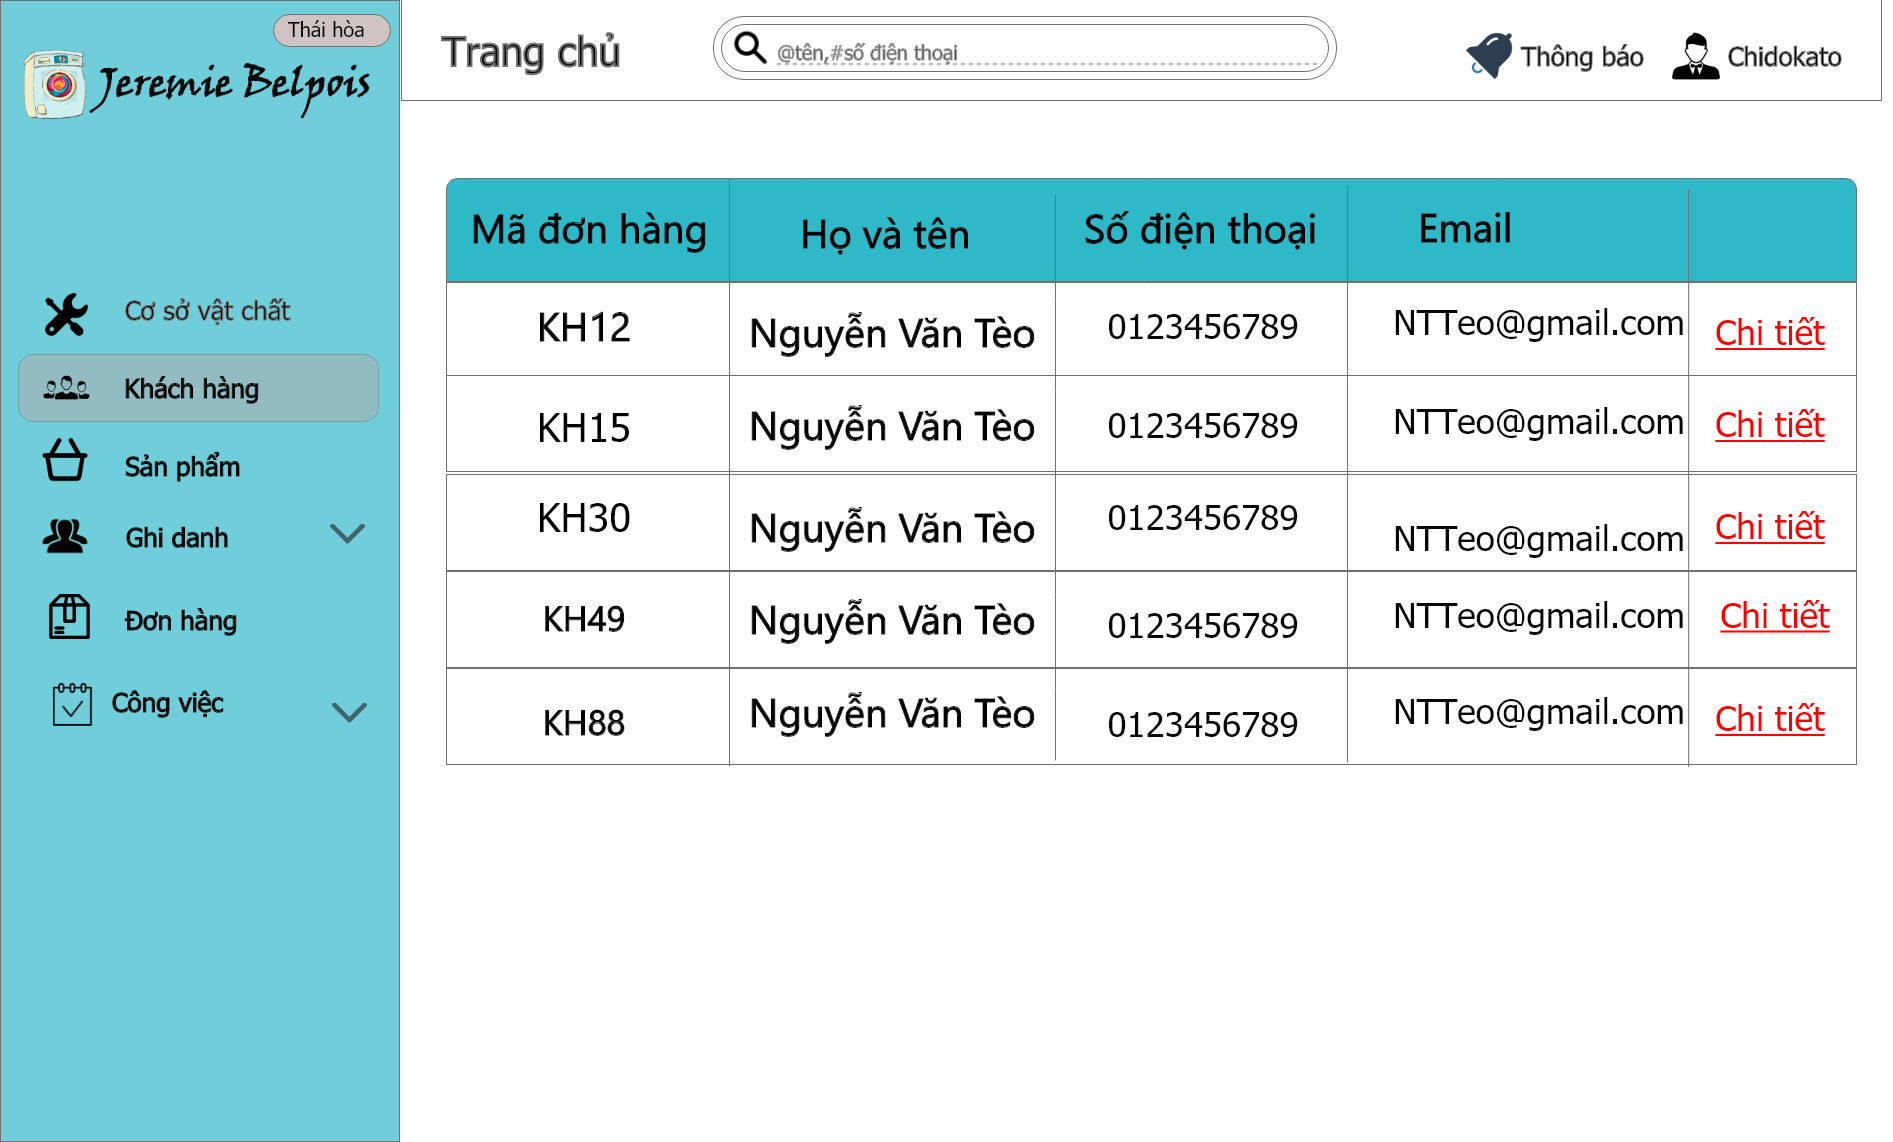 Thái hòa
Jeremie Belpois
Trang chủ
@tên,#số điện thoại
Thông báo
Chidokato
Cơ sở vật chất
Khách hàng
Sản phẩm
Ghi danh
Đơn hàng
Công việc
Mã đơn hàng Họ và tên Số điện thoại Email
KH12 Nguyễn Văn Tèo 0123456789 NTTeo@gmail.com Chi tiết
KH15 Nguyễn Văn Tèo 0123456789 NTTeo@gmail.com Chi tiết
KH30 Nguyễn Văn Tèo 0123456789 NTTeo@gmail.com Chi tiết
KH49 Nguyễn Văn Tèo 0123456789 NTTeo@gmail.com Chi tiết
KH88 Nguyễn Văn Tèo 0123456789 NTTeo@gmail.com Chi tiết